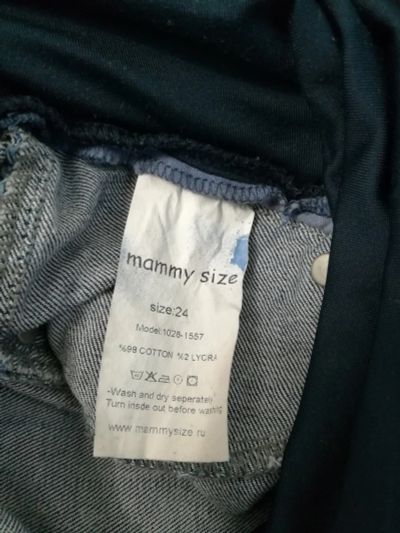 mammy size
size:24
Model:1028-1557
%98 COTTON %2 LYCRA
-Wash and dry seperately
Turn inside out before washing
www.mammysize.ru